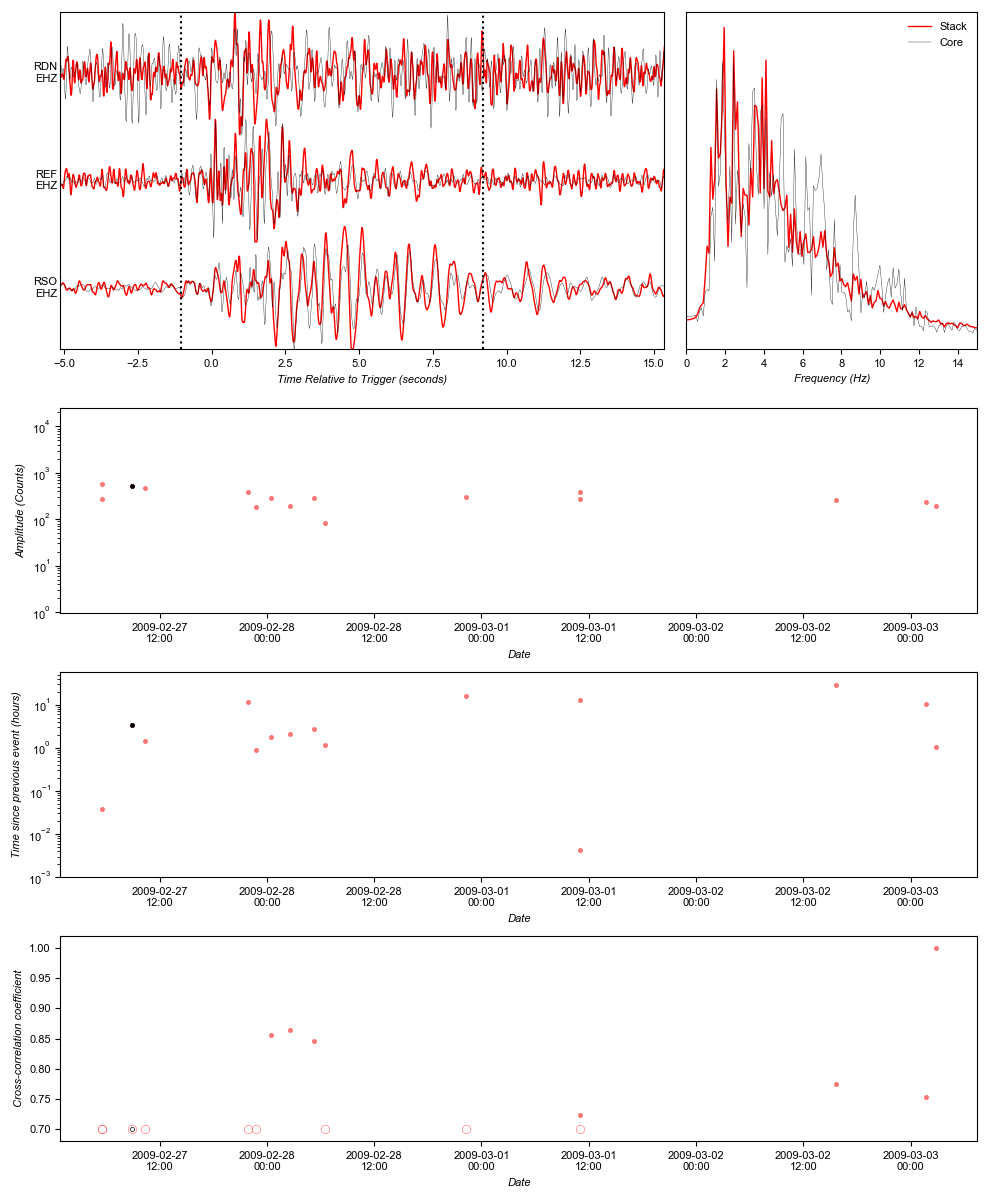 RDN
EHZ
REF
EHZ
RSO
EHZ
−5.0 −2.5 0.0 2.5 5.0 7.5 10.0 12.5 15.0
Time Relative to Trigger (seconds)
Stack
Core
0 2 4 6 8 10 12 14
Frequency (Hz)
10^4
10^3
10^2
10^1
10^0
Amplitude (Counts)
2009-02-27 2009-02-28 2009-02-28 2009-03-01 2009-03-01 2009-03-02 2009-03-02 2009-03-03
12:00 00:00 12:00 00:00 12:00 00:00 12:00 00:00
Date
10^1
10^0
10^−1
10^−2
10^−3
Time since previous event (hours)
2009-02-27 2009-02-28 2009-02-28 2009-03-01 2009-03-01 2009-03-02 2009-03-02 2009-03-03
12:00 00:00 12:00 00:00 12:00 00:00 12:00 00:00
Date
1.00
0.95
0.90
0.85
0.80
0.75
0.70
Cross-correlation coefficient
2009-02-27 2009-02-28 2009-02-28 2009-03-01 2009-03-01 2009-03-02 2009-03-02 2009-03-03
12:00 00:00 12:00 00:00 12:00 00:00 12:00 00:00
Date